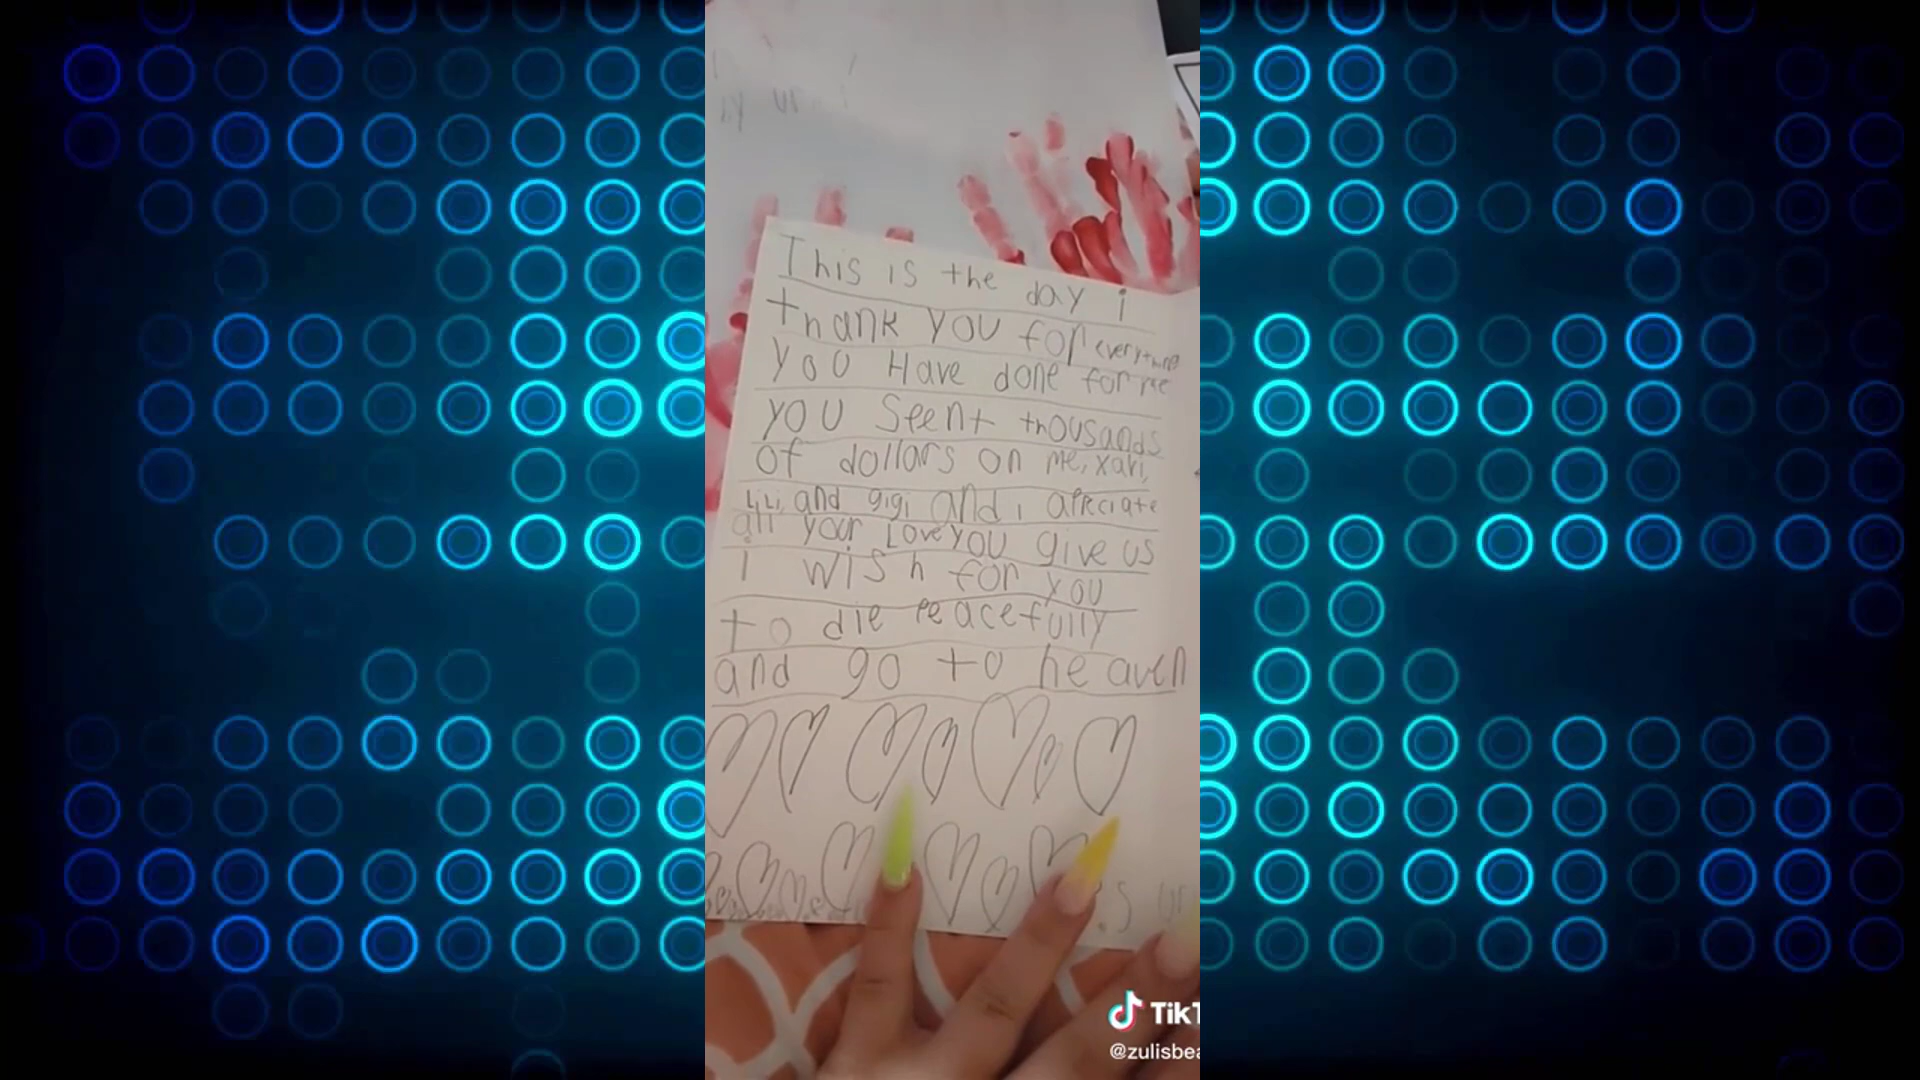 This is the day i
thank you for everything
you Have done for me
you Spent thousands
of dollars on me, xari,
LiLi, and gigi and i apreciate
all your Love you give us
i wish for you
to die peacefully
and go to heaven
TikT
@zulisbea